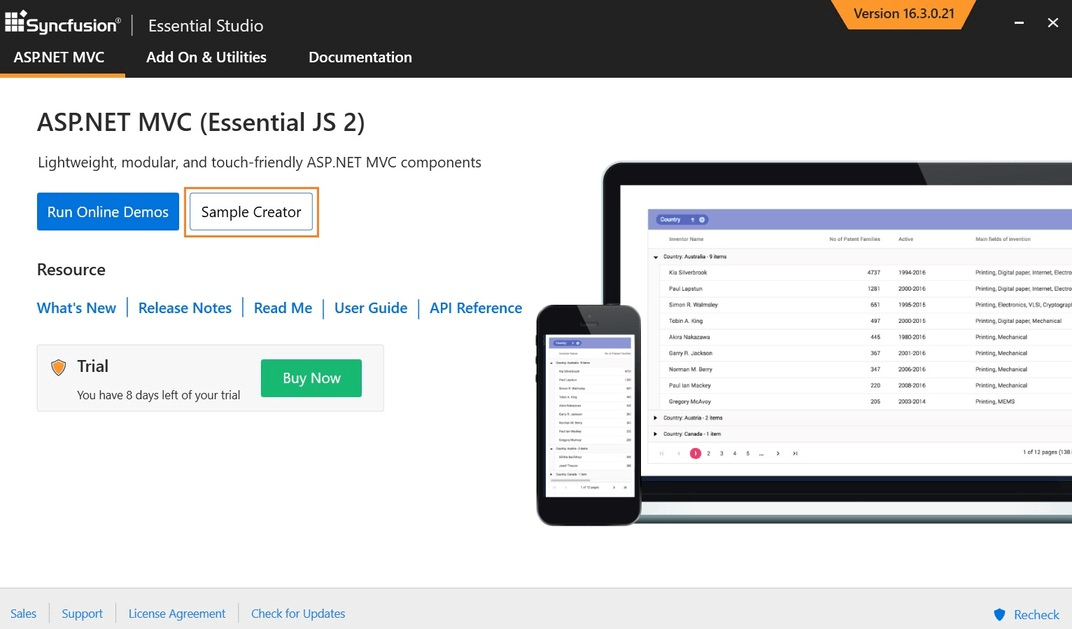 Syncfusion® Essential Studio
Version 16.3.0.21
ASP.NET MVC Add On & Utilities Documentation
ASP.NET MVC (Essential JS 2)
Lightweight, modular, and touch-friendly ASP.NET MVC components
Run Online Demos Sample Creator
Resource
What's New Release Notes Read Me User Guide API Reference
Trial
You have 8 days left of your trial
Buy Now
Country
Inventor Name No of Patent Families Active Main fields of invention
Country: Australia - 9 items
Kia Silverbrook 4737 1994-2016 Printing, Digital paper, Internet, Electro
Paul Lapstun 1281 2000-2016 Printing, Digital paper, Internet, Electro
Simon R. Walmsley 651 1995-2015 Printing, Electronics, VLSI, Cryptograp
Tobin A. King 497 2000-2015 Printing, Digital paper, Mechanical
Akira Nakazawa 445 1980-2016 Printing, Mechanical
Garry R. Jackson 367 2001-2016 Printing, Mechanical
Norman M. Berry 347 2006-2016 Printing, Mechanical
Paul Ian Mackey 220 2008-2016 Printing, Mechanical
Gregory McAvoy 205 2003-2014 Printing, MEMS
Country: Austria - 2 items
Country: Canada - 1 item
1 2 3 4 5 ... 1 of 12 pages (138
Sales Support License Agreement Check for Updates Recheck